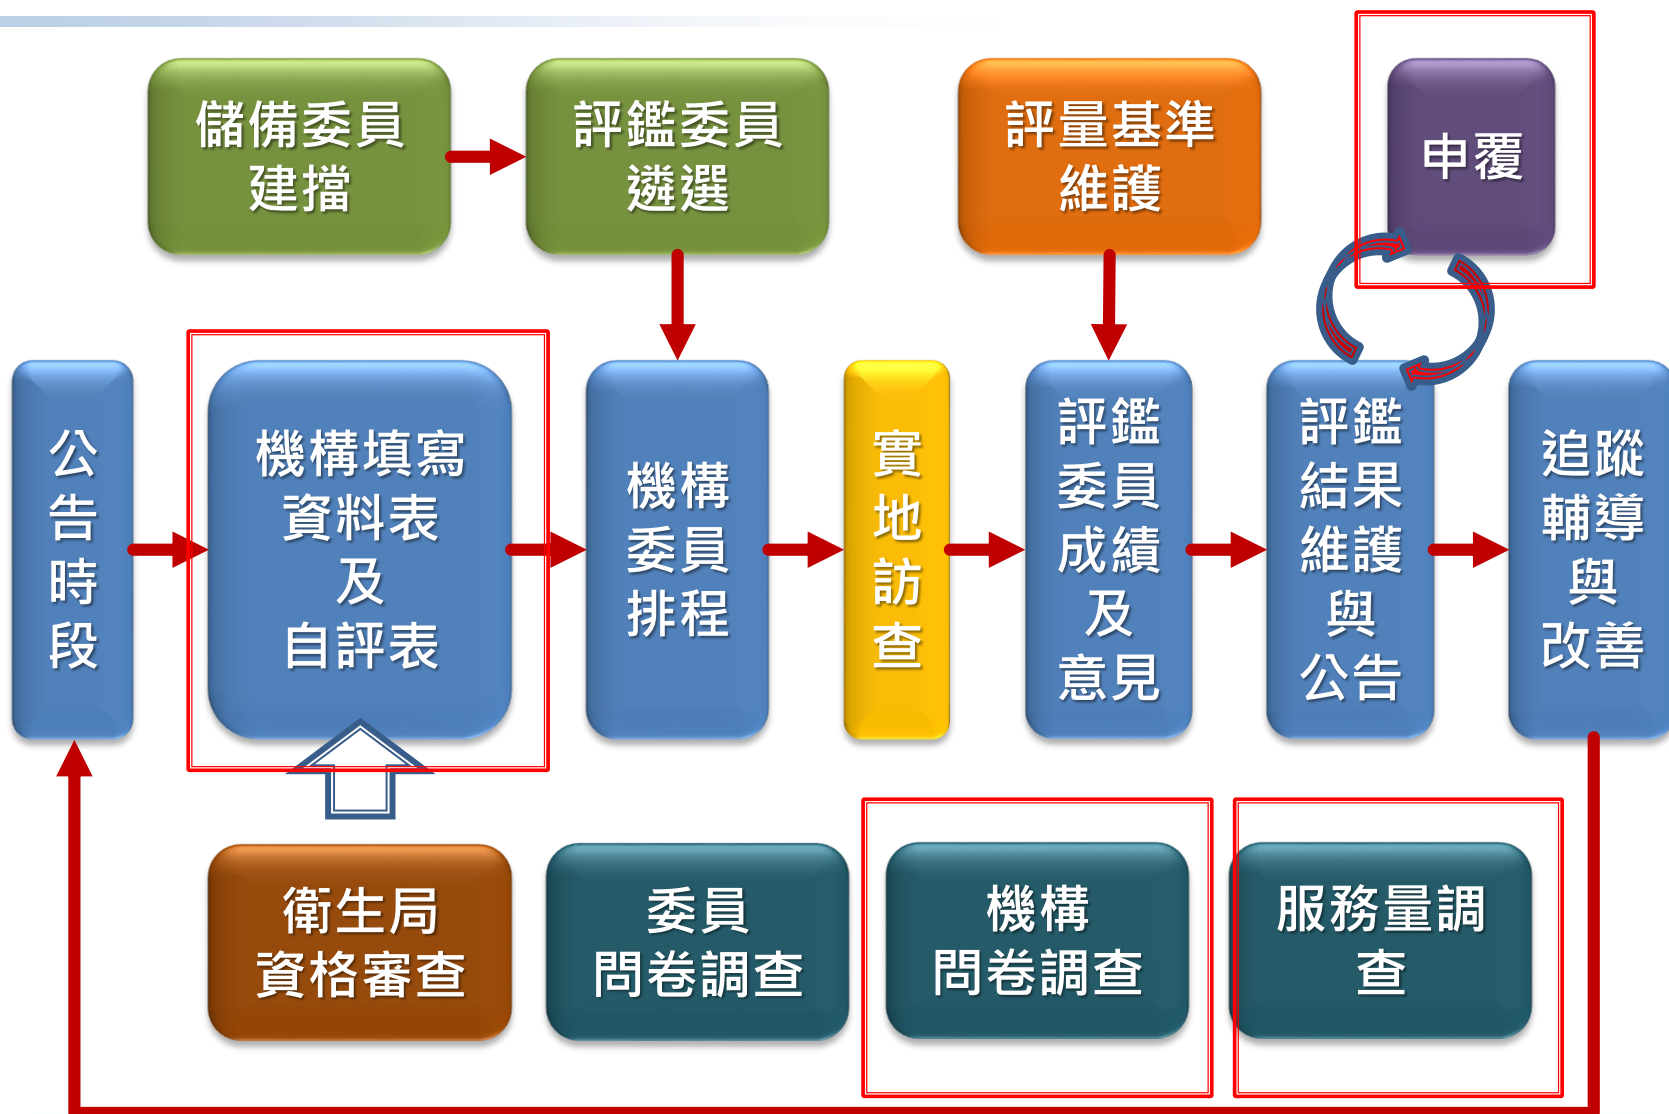 儲備委員
建擋
評鑑委員
遴選
評量基準
維護
申覆
公
告
時
段
機構填寫
資料表
及
自評表
機構
委員
排程
實
地
訪
查
評鑑
委員
成績
及
意見
評鑑
結果
維護
與
公告
追蹤
輔導
與
改善
衛生局
資格審查
委員
問卷調查
機構
問卷調查
服務量調
查